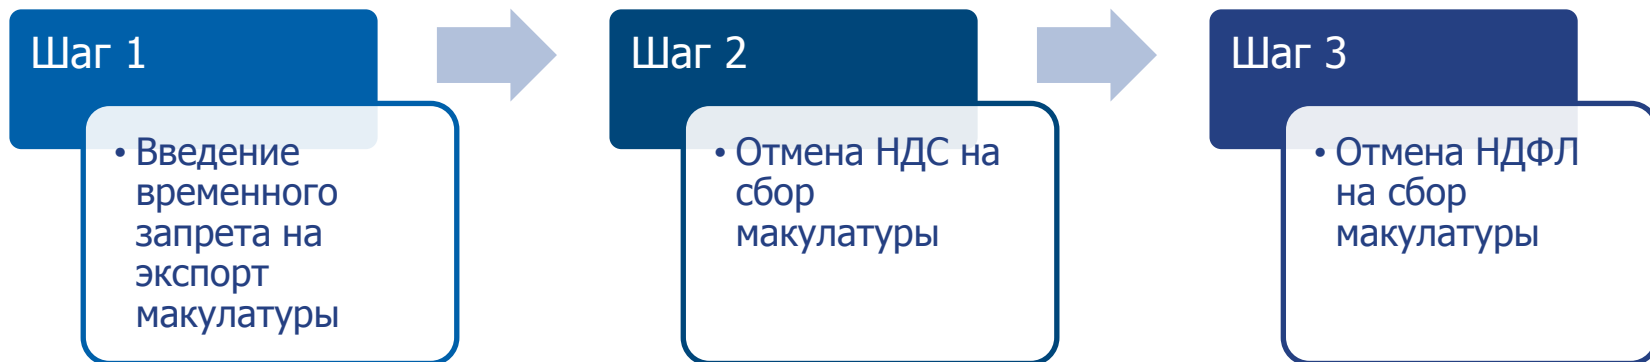 Шаг 1
• Введение
временного
запрета на
экспорт
макулатуры
Шаг 2
• Отмена НДС на
сбор
макулатуры
Шаг 3
• Отмена НДФЛ
на сбор
макулатуры